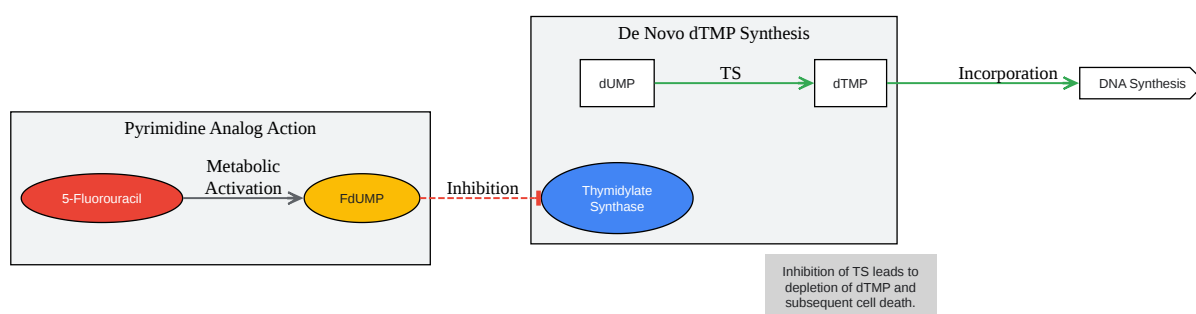 De Novo dTMP Synthesis
dUMP
TS
dTMP
Incorporation
DNA Synthesis
Pyrimidine Analog Action
5-Fluorouracil
Metabolic
Activation
FdUMP
Inhibition
Thymidylate
Synthase
Inhibition of TS leads to
depletion of dTMP and
subsequent cell death.